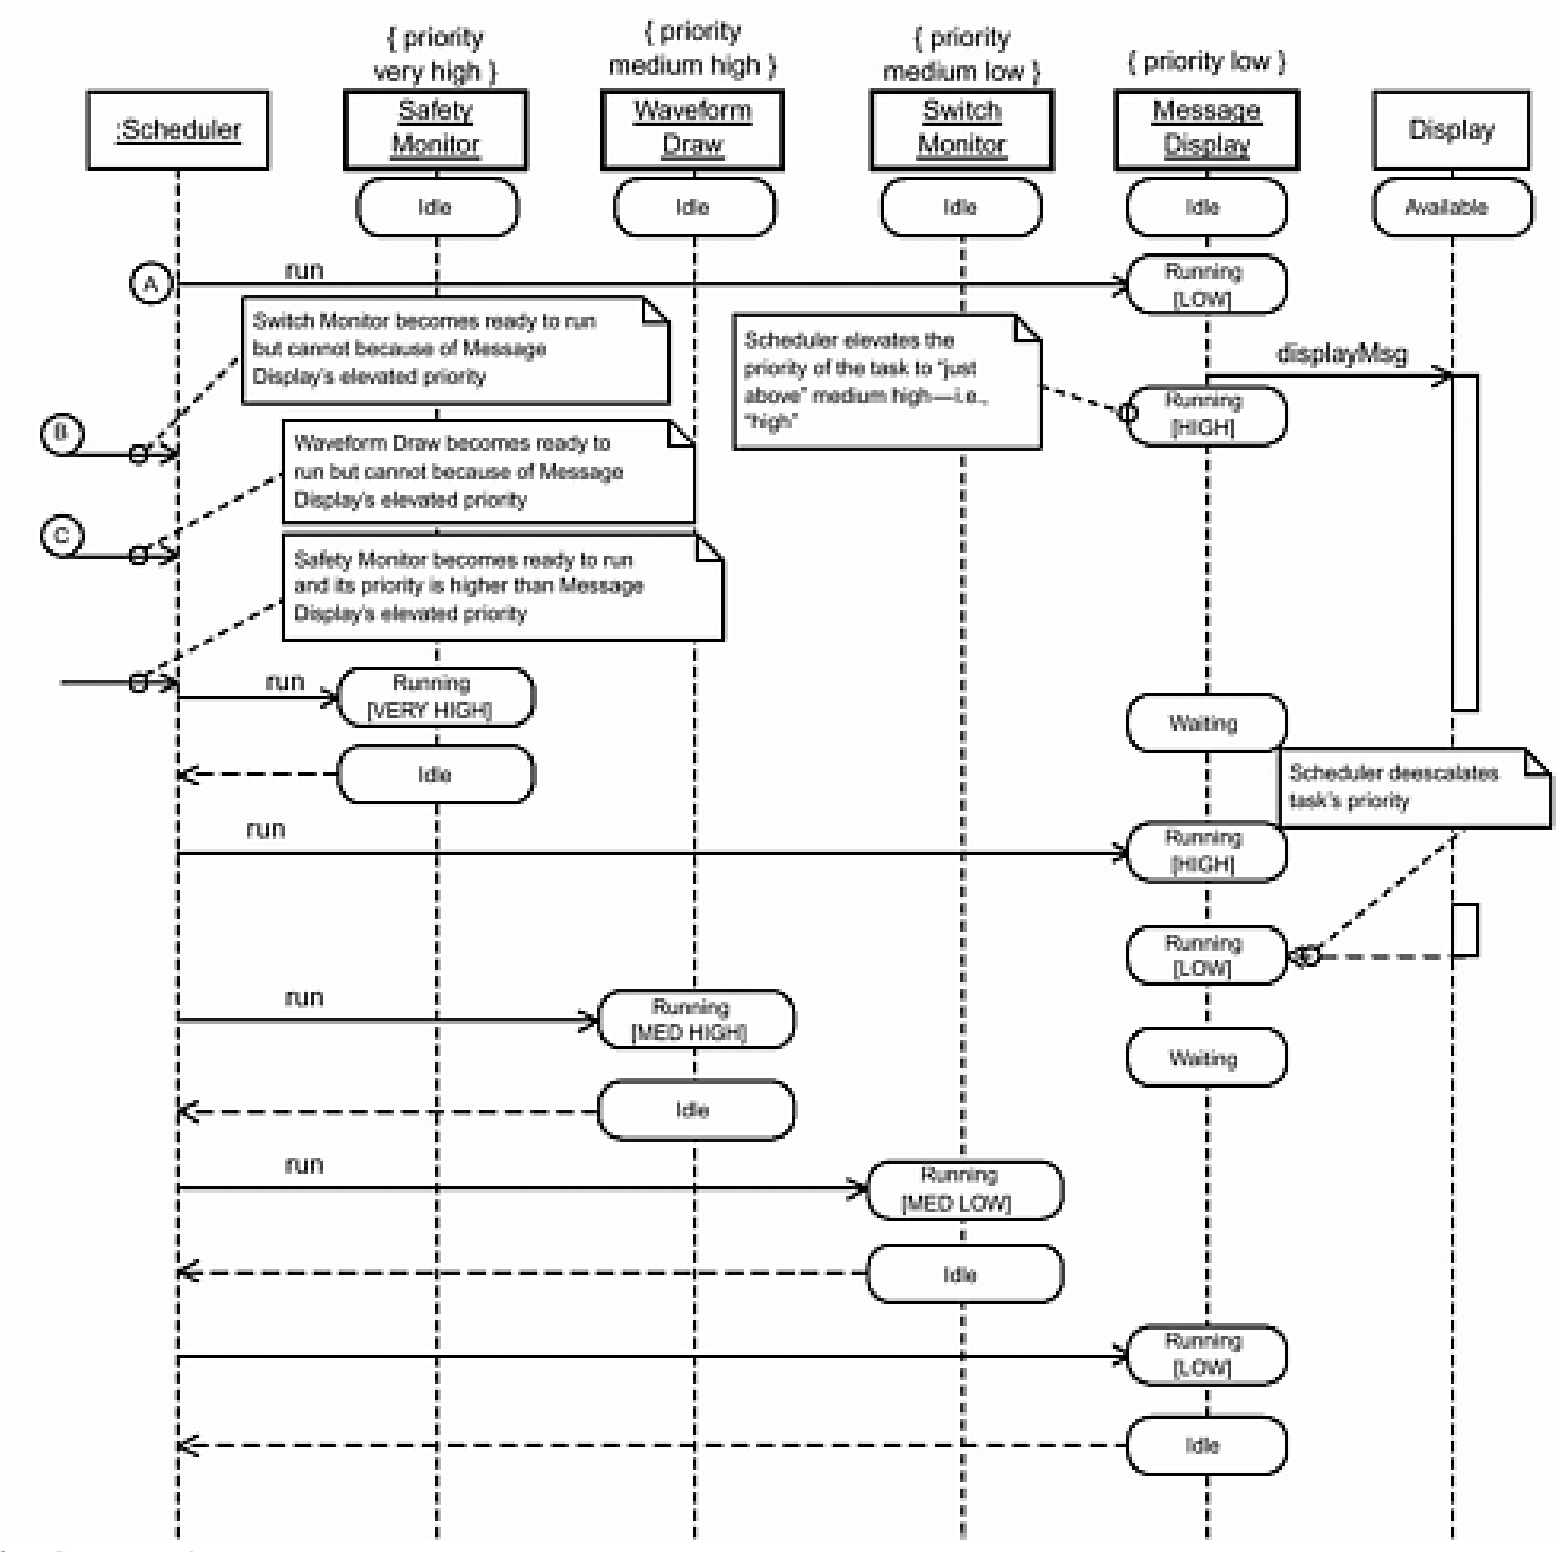 { priority
very high }
{ priority
medium high }
{ priority
medium low }
{ priority low }
:Scheduler
Safety
Monitor
Waveform
Draw
Switch
Monitor
Message
Display
Display
Idle
Idle
Idle
Idle
Available
A
run
Running
[LOW]
Switch Monitor becomes ready to run
but cannot because of Message
Display's elevated priority
Scheduler elevates the
priority of the task to "just
above" medium high—i.e.,
"high"
displayMsg
Running
[HIGH]
B
Waveform Draw becomes ready to
run but cannot because of Message
Display's elevated priority
C
Safety Monitor becomes ready to run
and its priority is higher than Message
Display's elevated priority
run
Running
[VERY HIGH]
Waiting
Idle
Scheduler deescalates
task's priority
run
Running
[HIGH]
Running
[LOW]
run
Running
[MED HIGH]
Waiting
Idle
run
Running
[MED LOW]
Idle
Running
[LOW]
Idle